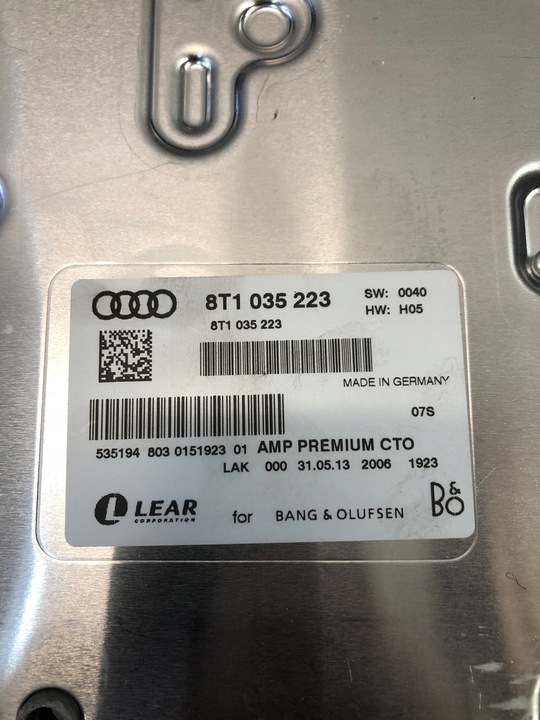 8T1 035 223
SW: 0040
8T1 035 223
HW: H05
MADE IN GERMANY
07S
535194 803 0151923 01 AMP PREMIUM CTO
LAK 000 31.05.13 2006 1923
LEAR
CORPORATION
for BANG & OLUFSEN
B&O